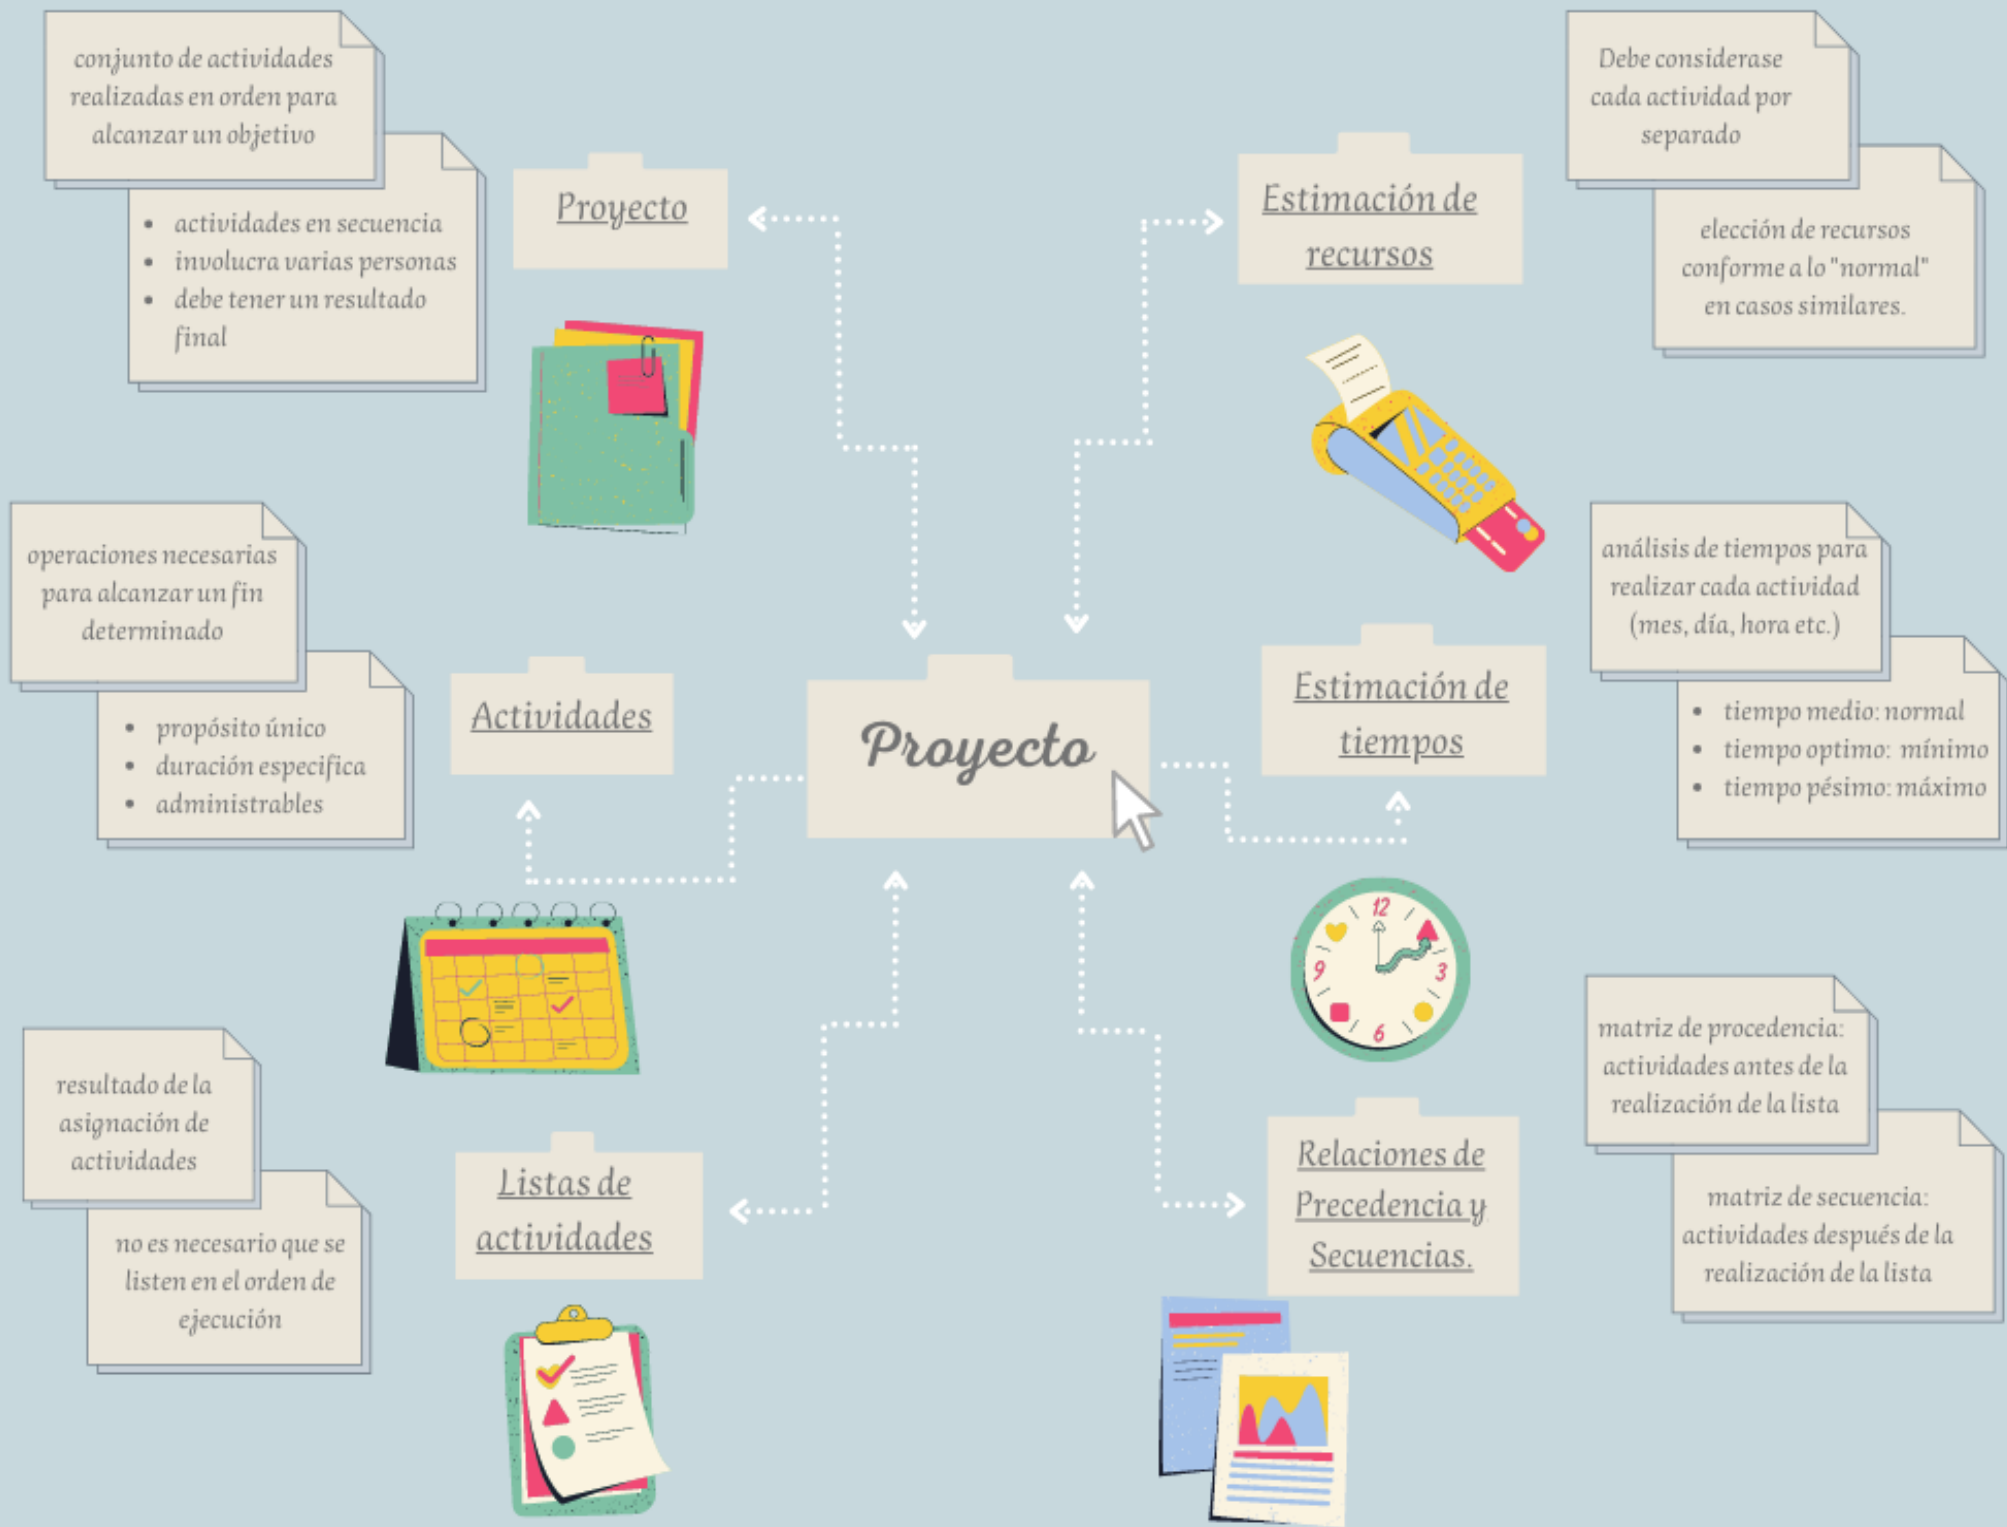 conjunto de actividades
realizadas en orden para
alcanzar un objetivo
• actividades en secuencia
• involucra varias personas
• debe tener un resultado
final
Proyecto
Estimación de
recursos
Debe considerase
cada actividad por
separado
elección de recursos
conforme a lo "normal"
en casos similares.
operaciones necesarias
para alcanzar un fin
determinado
• propósito único
• duración especifica
• administrables
Actividades
Proyecto
Estimación de
tiempos
análisis de tiempos para
realizar cada actividad
(mes, día, hora etc.)
• tiempo medio: normal
• tiempo optimo: mínimo
• tiempo pésimo: máximo
12
3
6
9
resultado de la
asignación de
actividades
no es necesario que se
listen en el orden de
ejecución
Listas de
actividades
Relaciones de
Precedencia y
Secuencias.
matriz de procedencia:
actividades antes de la
realización de la lista
matriz de secuencia:
actividades después de la
realización de la lista